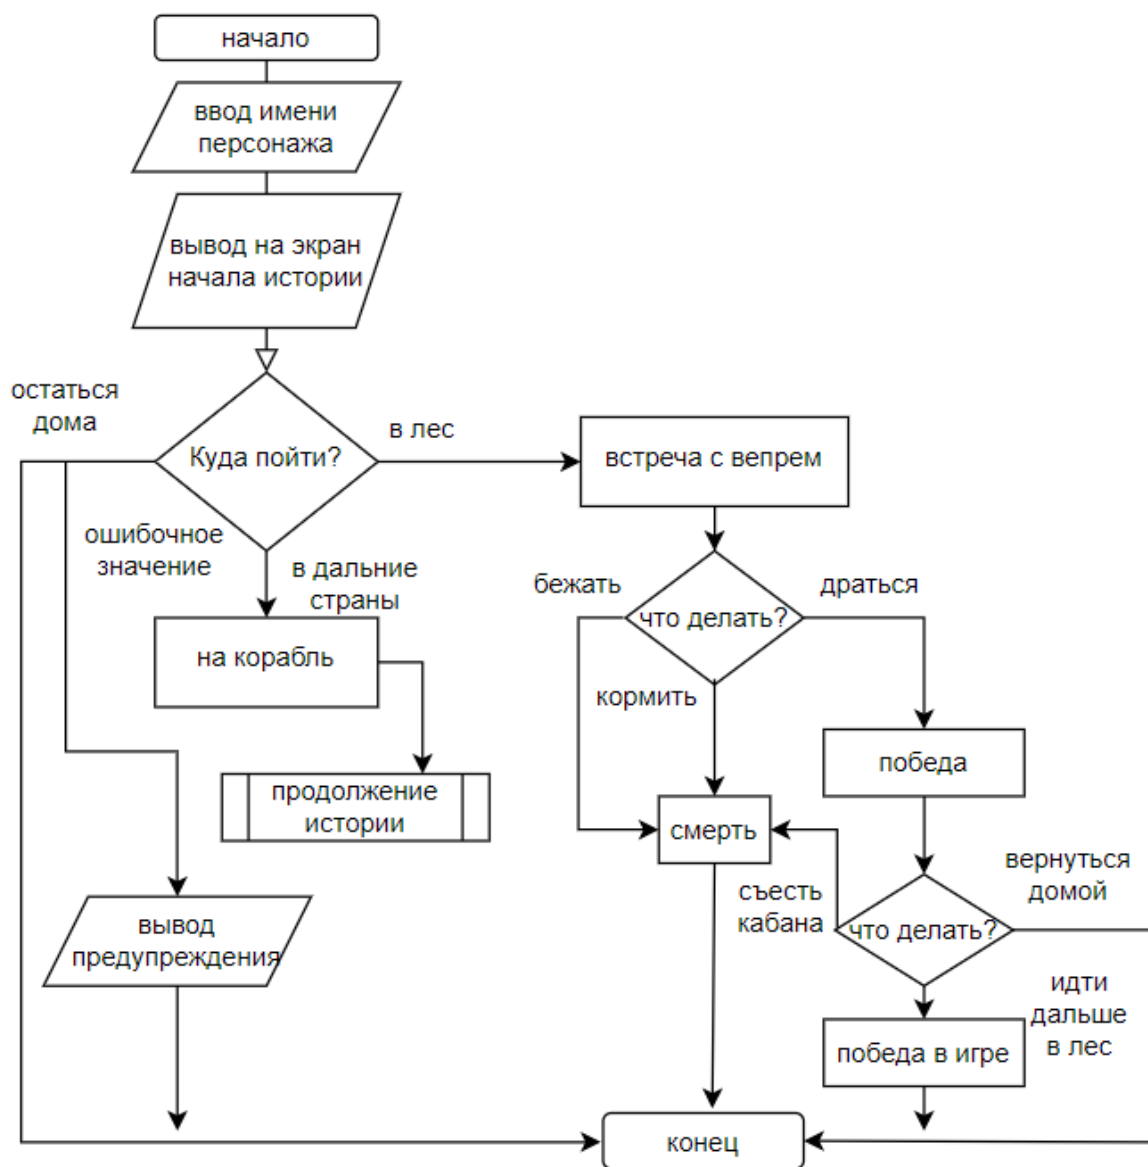 начало
ввод имени
персонажа
вывод на экран
начала истории
остаться
дома
Куда пойти?
в лес
встреча с вепрем
ошибочное
значение
в дальние
страны
на корабль
продолжение
истории
вывод
предупреждения
бежать
что делать?
драться
кормить
победа
смерть
съесть
кабана
что делать?
вернуться
домой
идти
дальше
в лес
победа в игре
конец